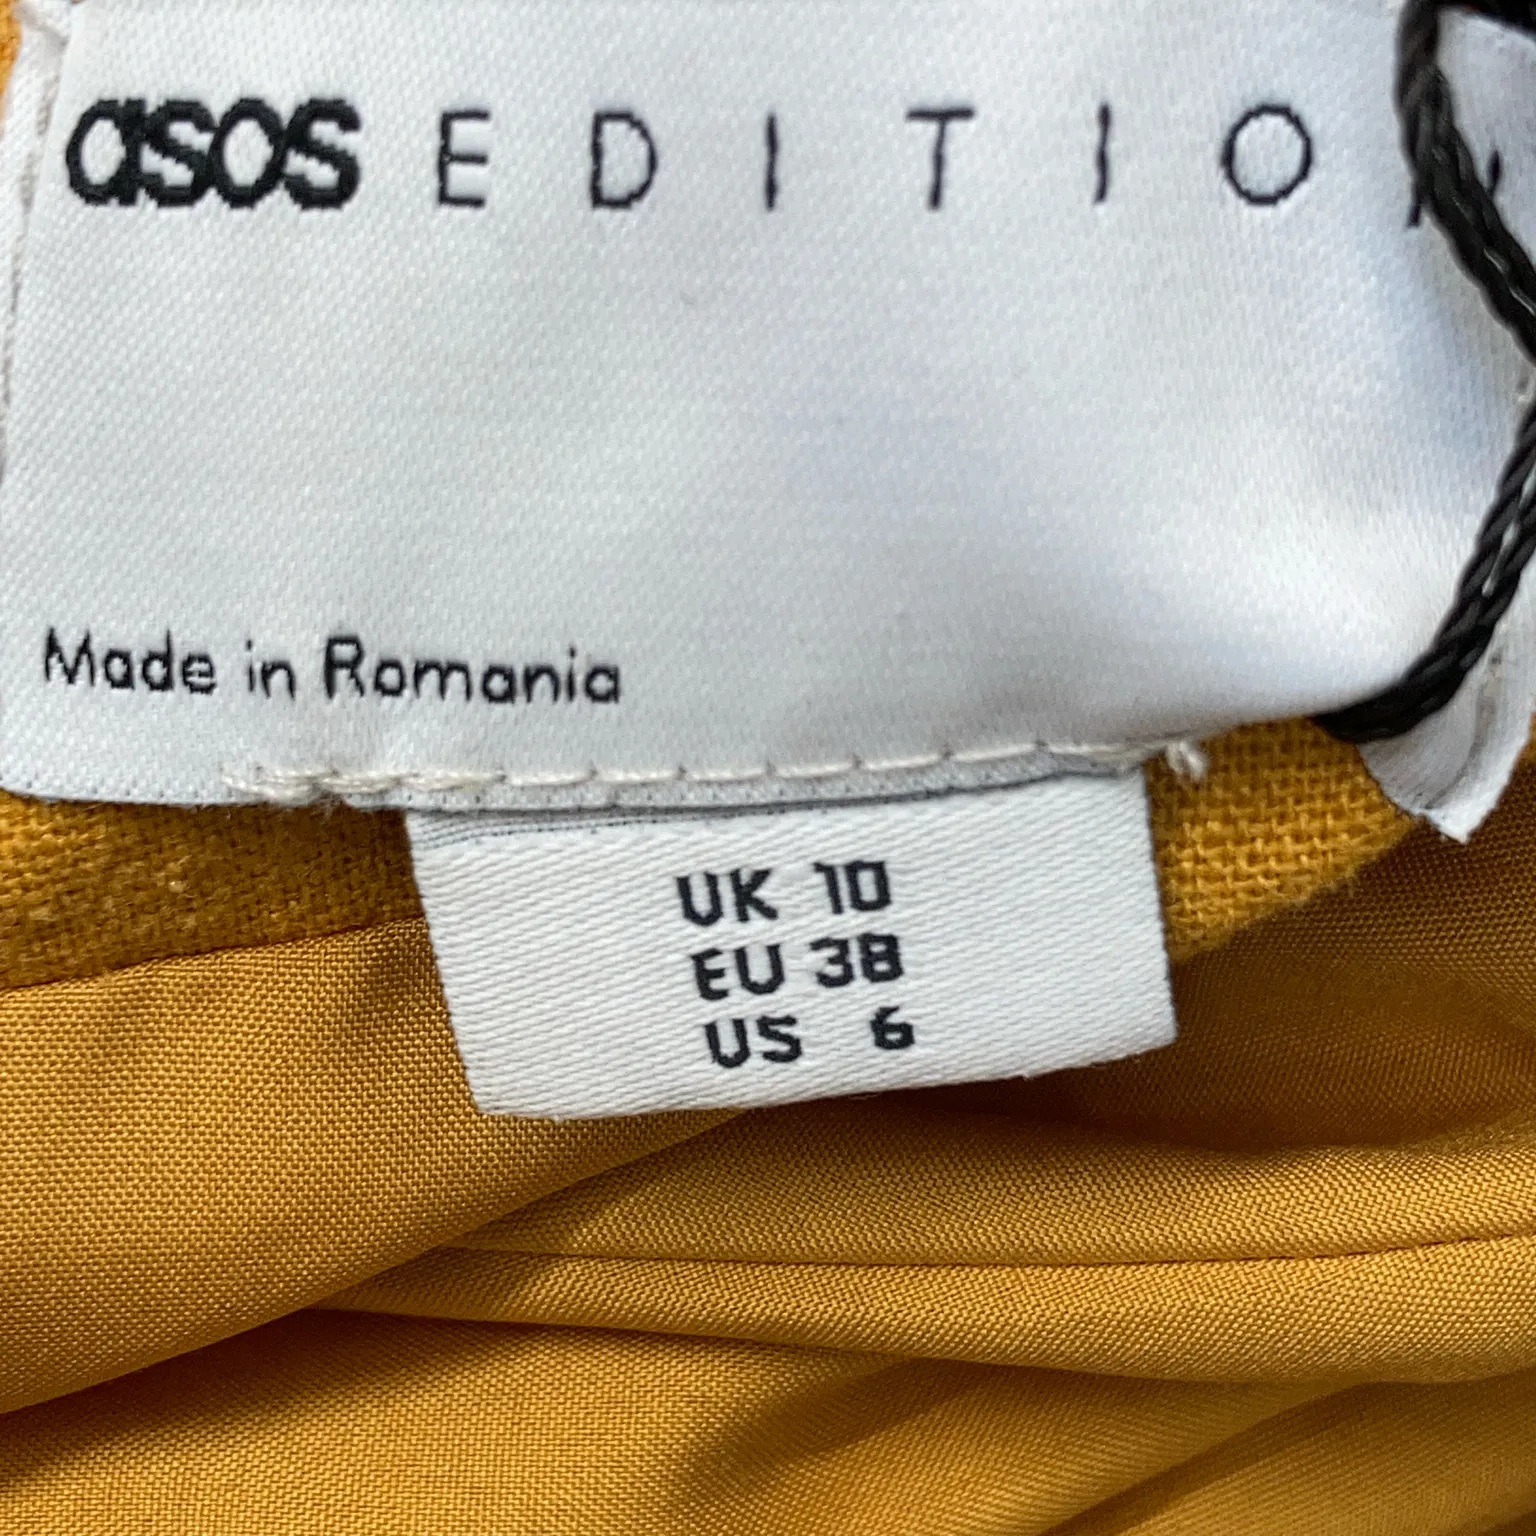 asos EDITION
Made in Romania
UK 10
EU 38
US 6